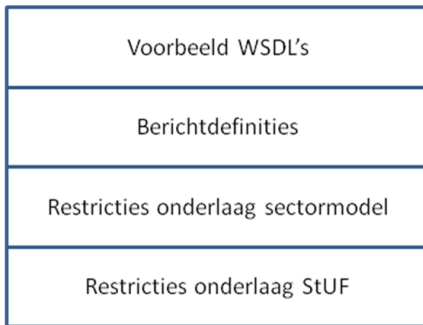 Voorbeeld WSDL’s
Berichtdefinities
Restricties onderlaag sectormodel
Restricties onderlaag StUF